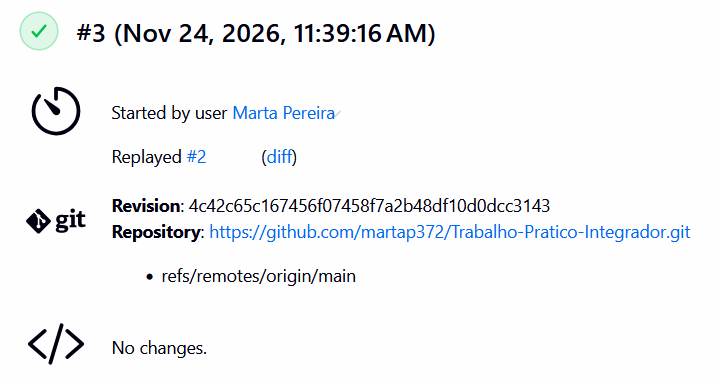 #3 (Nov 24, 2026, 11:39:16 AM)
Started by user Marta Pereira
Replayed #2 (diff)
git
Revision: 4c42c65c167456f07458f7a2b48df10d0dcc3143
Repository: https://github.com/martap372/Trabalho-Pratico-Integrador.git
• refs/remotes/origin/main
No changes.